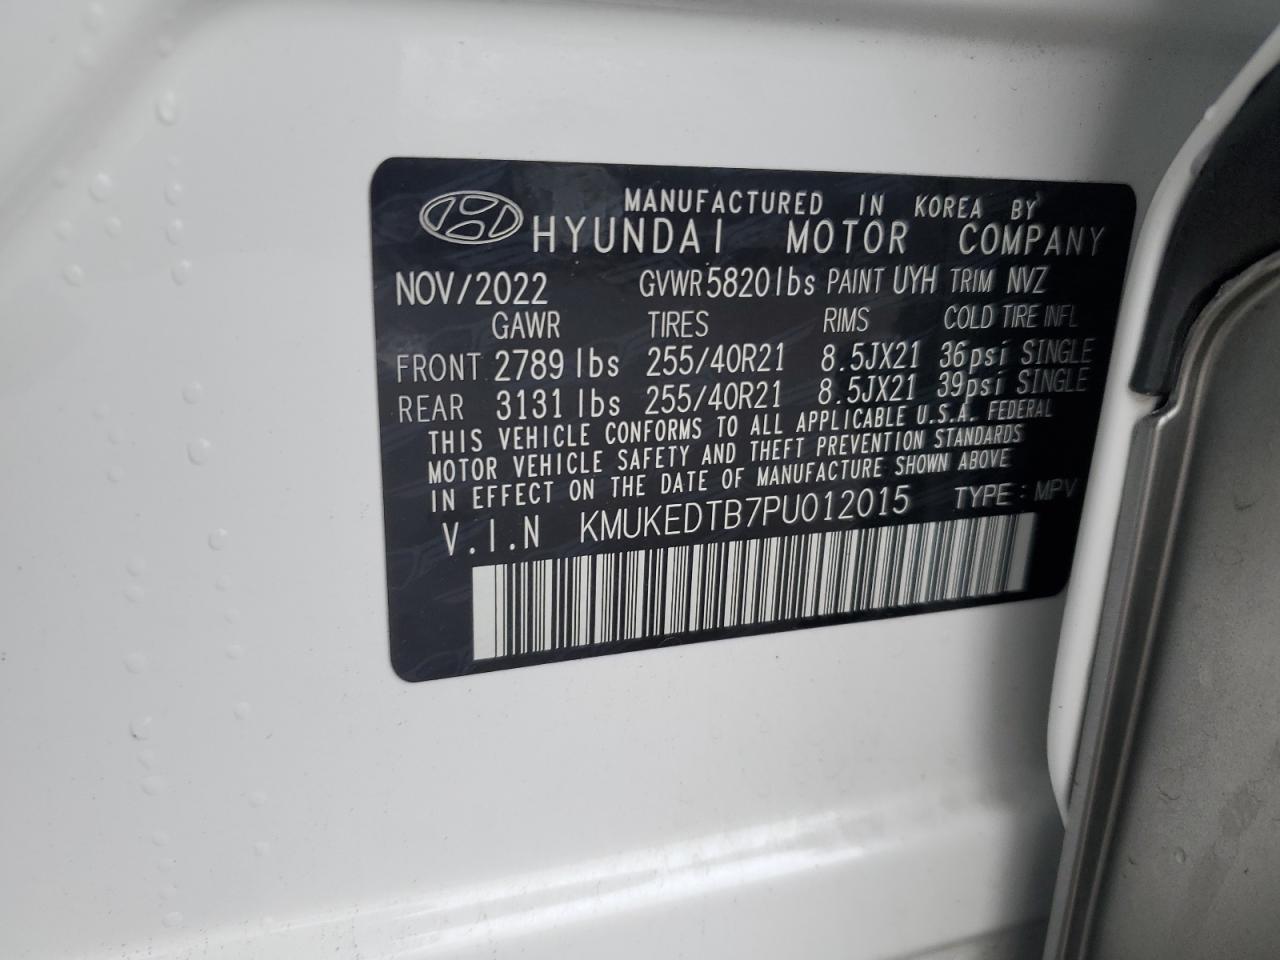 MANUFACTURED IN KOREA BY
HYUNDAI MOTOR COMPANY
NOV/2022 GVWR 5820lbs PAINT UYH TRIM NVZ
GAWR TIRES RIMS COLD TIRE INFL
FRONT 2789 lbs 255/40R21 8.5JX21 36psi SINGLE
REAR 3131 lbs 255/40R21 8.5JX21 39psi SINGLE
THIS VEHICLE CONFORMS TO ALL APPLICABLE U.S.A. FEDERAL
MOTOR VEHICLE SAFETY AND THEFT PREVENTION STANDARDS
IN EFFECT ON THE DATE OF MANUFACTURE SHOWN ABOVE
V.I.N KMUKEDTB7PU012015 TYPE: MPV